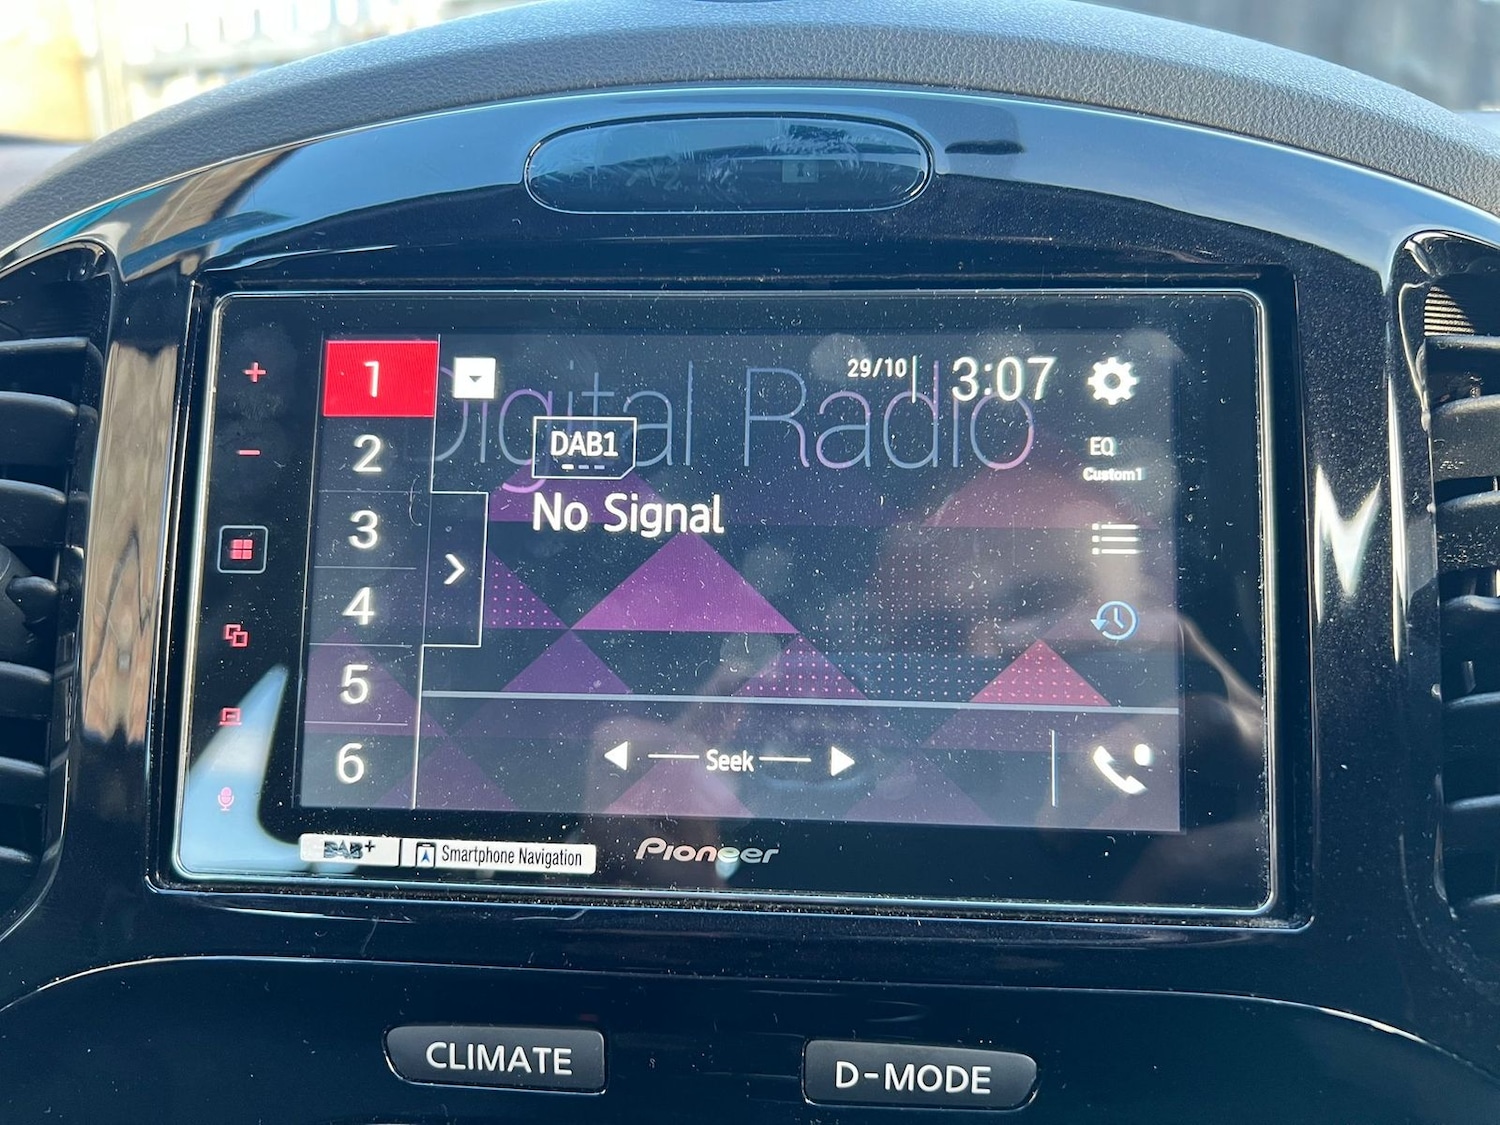 29/10 3:07
Digital Radio
1
2
3
4
5
6
DAB1
No Signal
EQ
Custom1
Seek
DAB+
Smartphone Navigation
Pioneer
CLIMATE
D-MODE